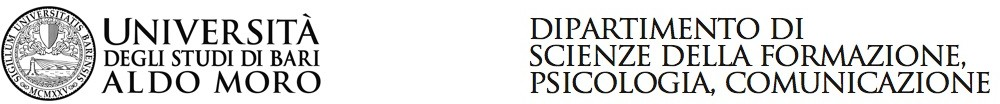 SIGILLUM UNIVERSITATIS BARENSIS
MCMXXV
UNIVERSITÀ
DEGLI STUDI DI BARI
ALDO MORO
DIPARTIMENTO DI
SCIENZE DELLA FORMAZIONE,
PSICOLOGIA, COMUNICAZIONE